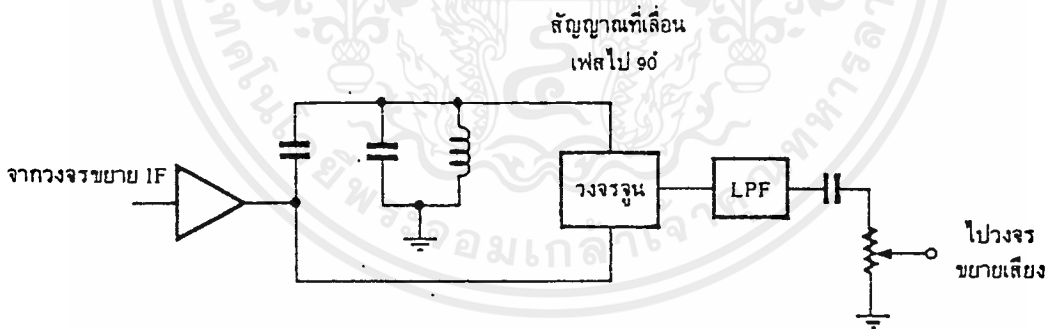 สัญญาณที่เลื่อน
เฟสไป 90°
จากวงจรขยาย IF
วงจรจูน
LPF
ไปวงจร
ขยายเสียง